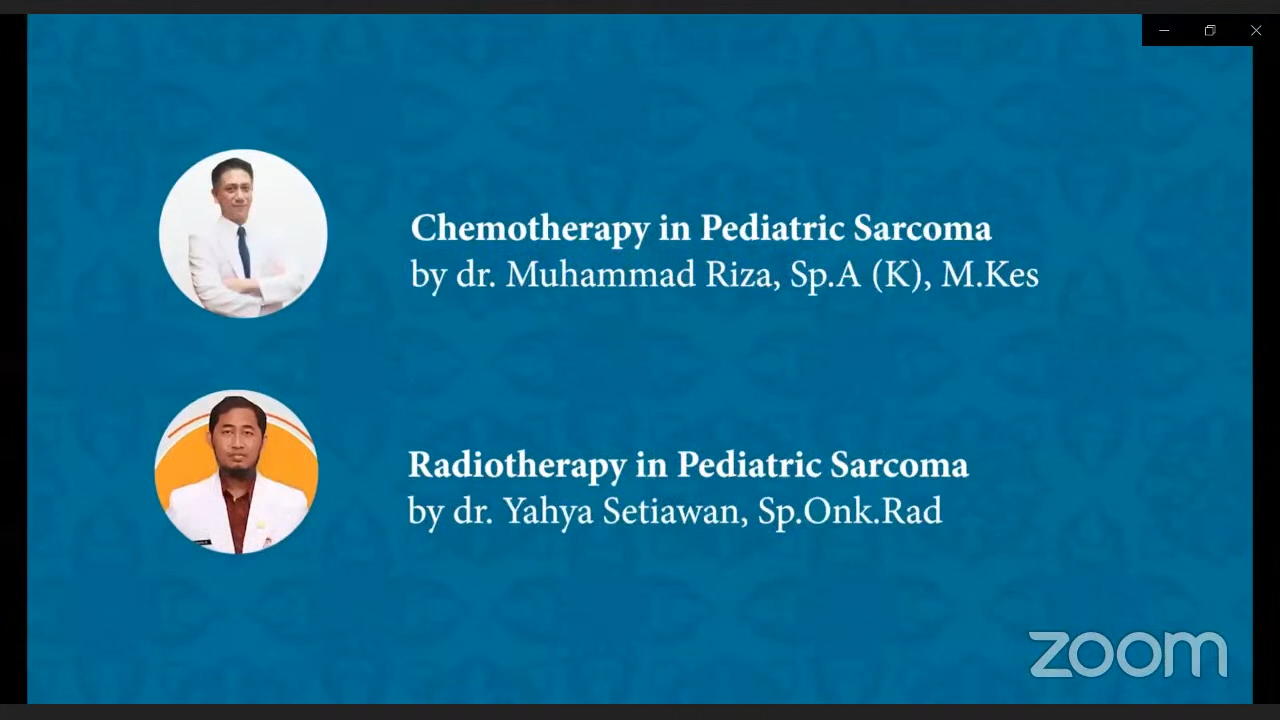 Chemotherapy in Pediatric Sarcoma
by dr. Muhammad Riza, Sp.A (K), M.Kes
Radiotherapy in Pediatric Sarcoma
by dr. Yahya Setiawan, Sp.Onk.Rad
zoom